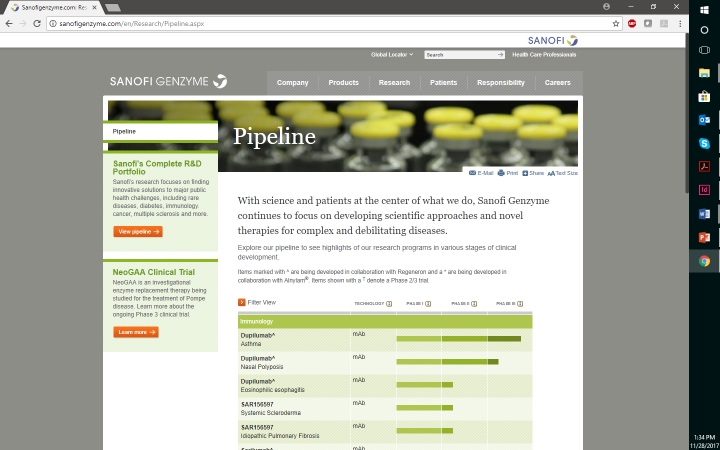 Sanofigenzyme.com: Res
sanofigenzyme.com/en/Research/Pipeline.aspx
SANOFI
Global Locator
Search
Health Care Professionals
SANOFI GENZYME
Company Products Research Patients Responsibility Careers
Pipeline
Pipeline
E-Mail Print Share AA Text Size
Sanofi's Complete R&D
Portfolio
Sanofi's research focuses on finding
innovative solutions to major public
health challenges, including rare
diseases, diabetes, immunology,
cancer, multiple sclerosis and more.
View pipeline →
NeoGAA Clinical Trial
NeoGAA is an investigational
enzyme replacement therapy being
studied for the treatment of Pompe
disease. Learn more about the
ongoing Phase 3 clinical trial.
Learn more →
With science and patients at the center of what we do, Sanofi Genzyme
continues to focus on developing scientific approaches and novel
therapies for complex and debilitating diseases.
Explore our pipeline to see highlights of our research programs in various stages of clinical
development.
Items marked with ^ are being developed in collaboration with Regeneron and a * are being developed in
collaboration with Alnylam®. Items shown with a † denote a Phase 2/3 trial.
Filter View TECHNOLOGY PHASE I PHASE II PHASE III
Immunology
Dupilumab^ mAb
Asthma
Dupilumab^ mAb
Nasal Polyposis
Dupilumab^ mAb
Eosinophilic esophagitis
SAR156597 mAb
Systemic Scleroderma
SAR156597 mAb
Idiopathic Pulmonary Fibrosis
1:34 PM
11/28/2017